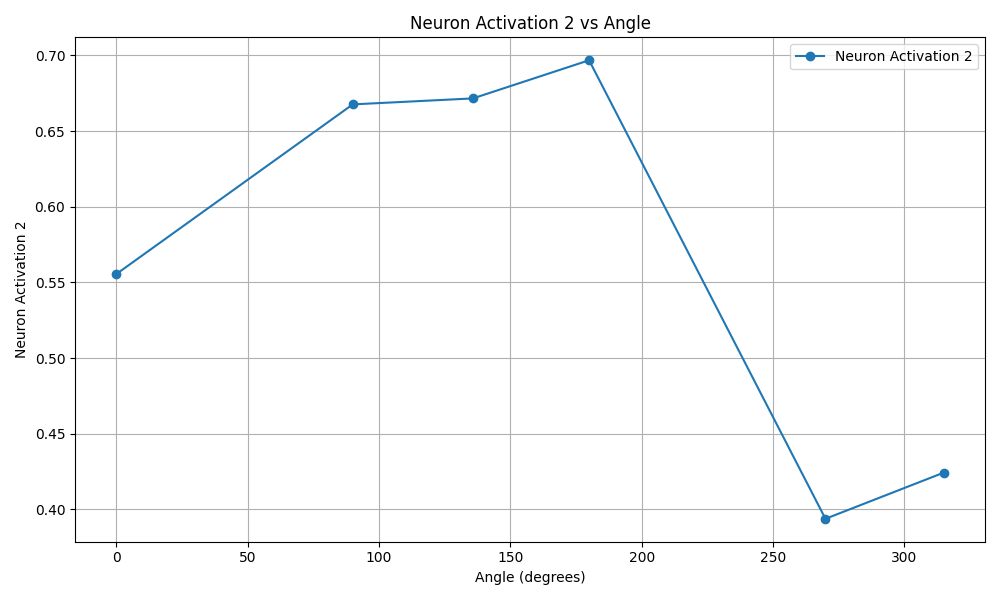 Neuron Activation 2 vs Angle
Neuron Activation 2
0.70
0.65
0.60
0.55
0.50
0.45
0.40
Neuron Activation 2
0 50 100 150 200 250 300
Angle (degrees)